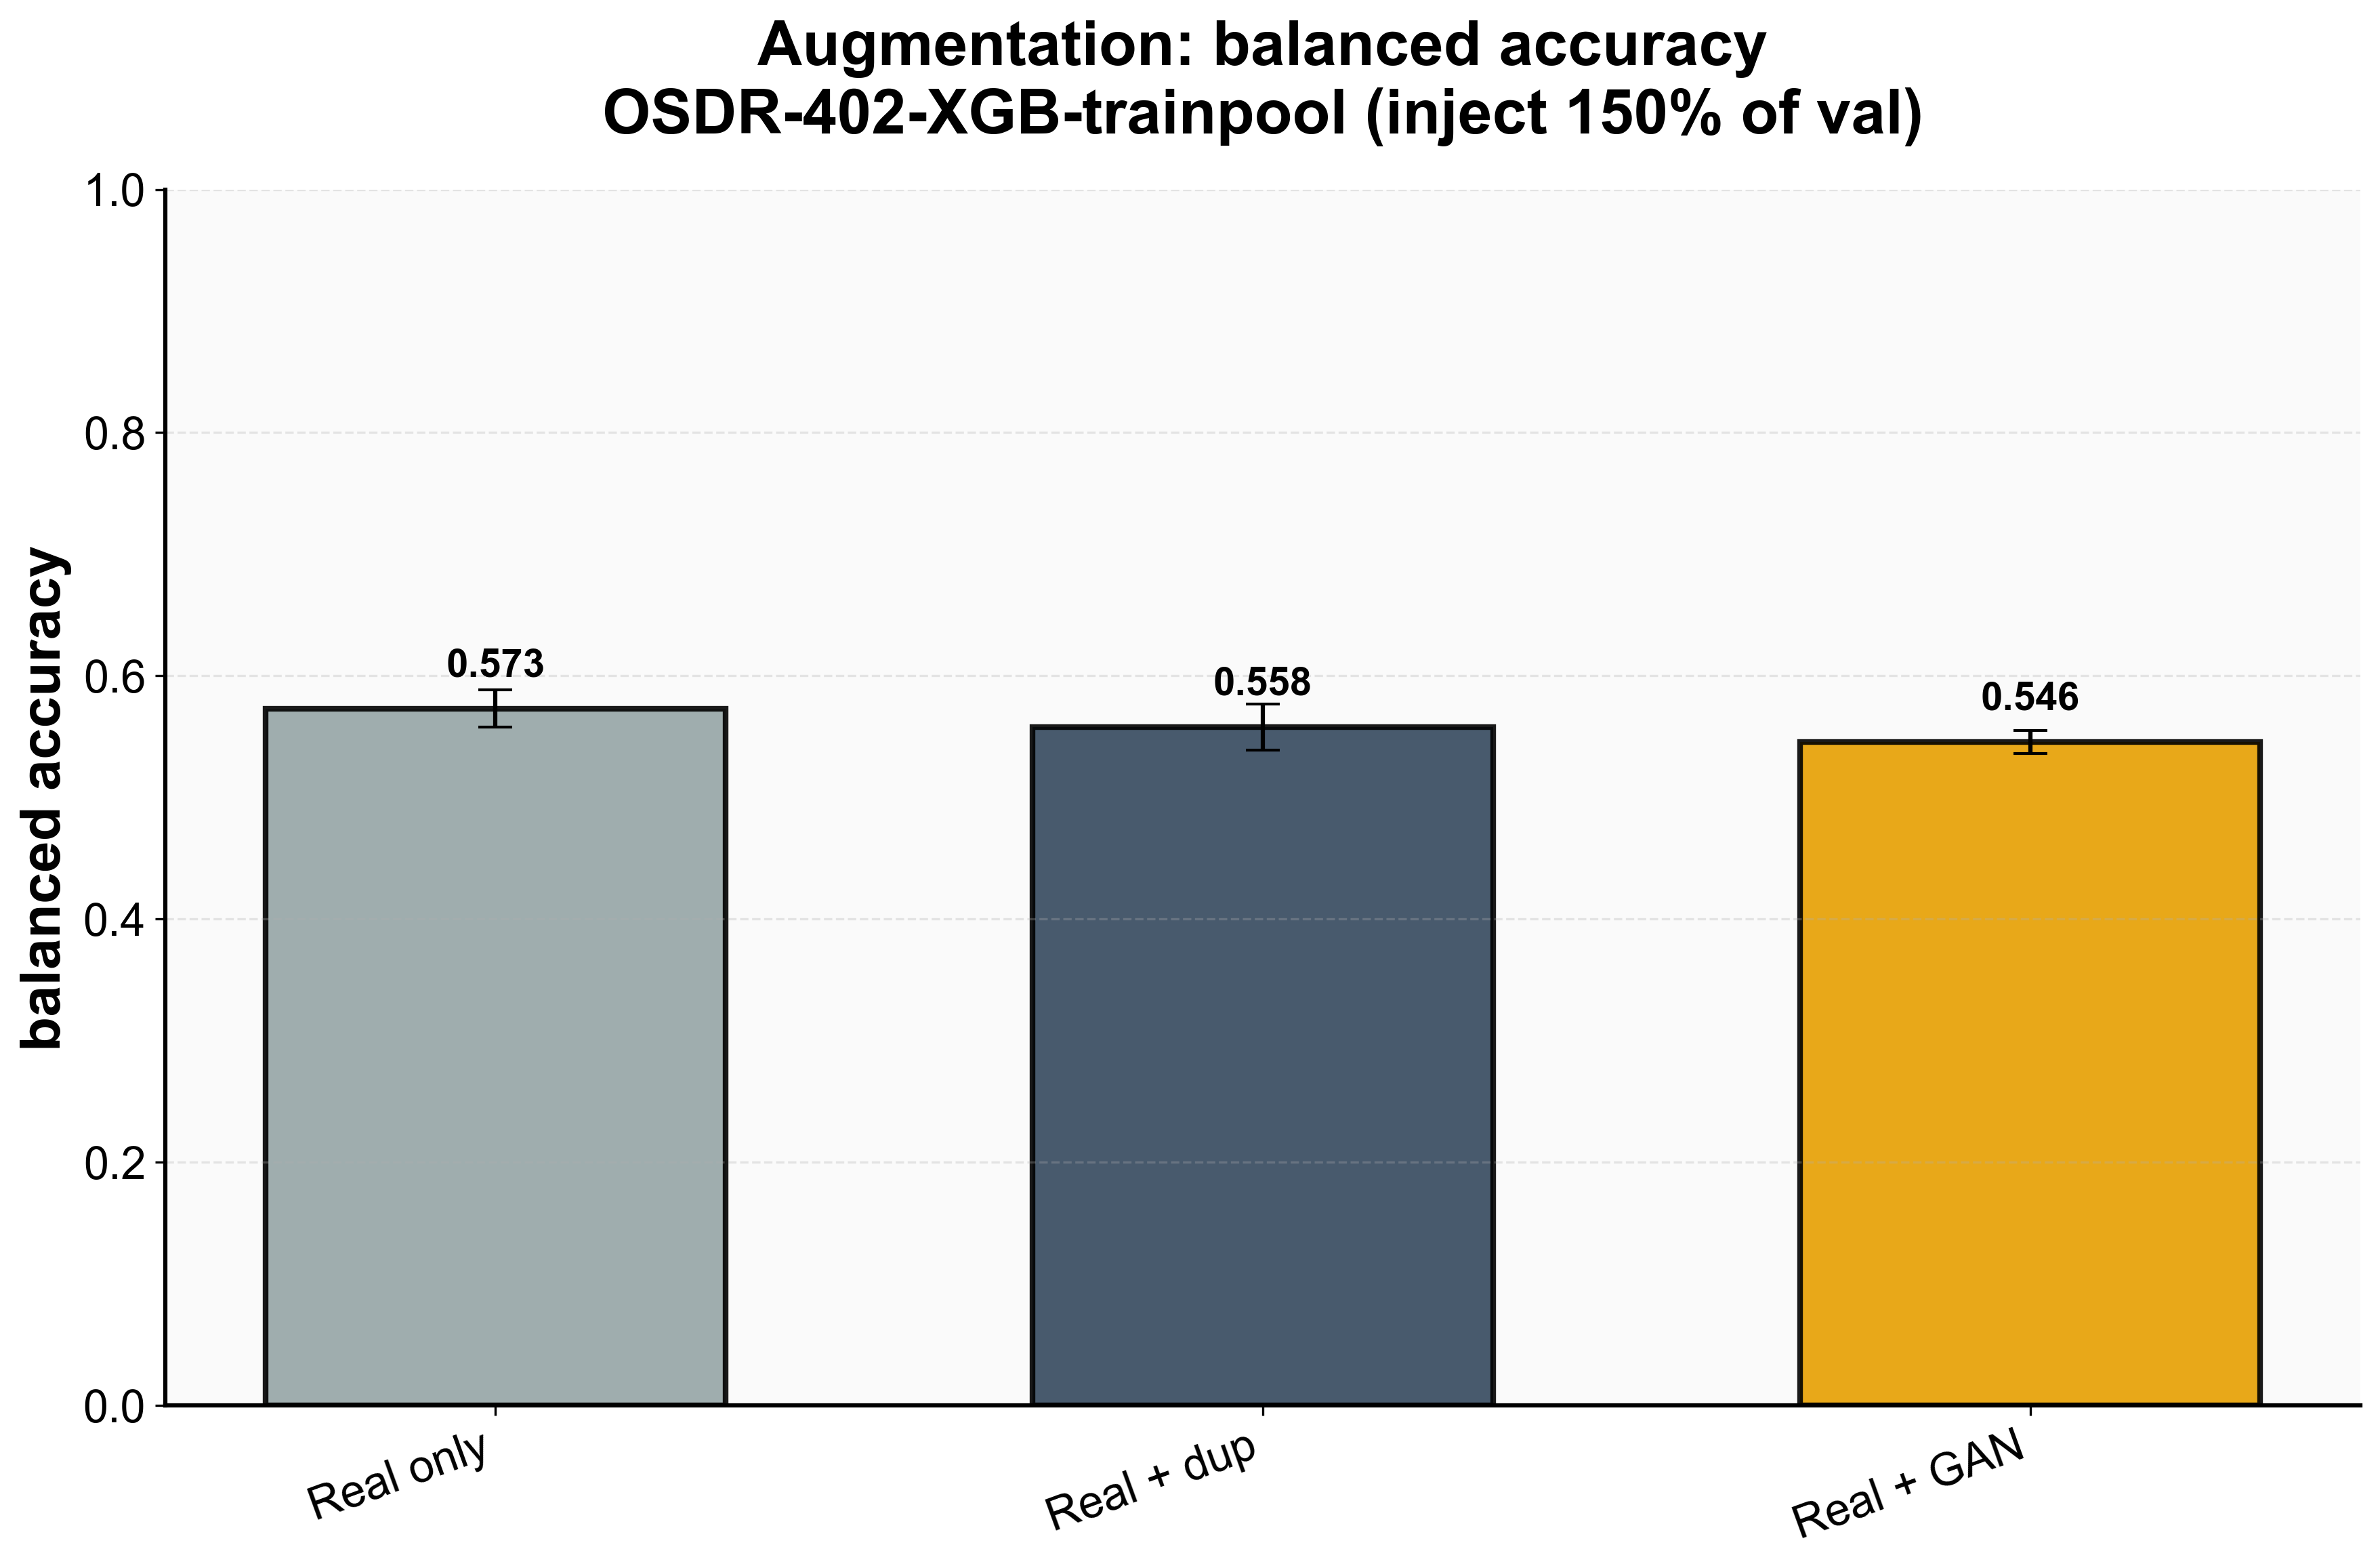 Augmentation: balanced accuracy
OSDR-402-XGB-trainpool (inject 150% of val)
balanced accuracy
1.0
0.8
0.6
0.4
0.2
0.0
0.573
0.558
0.546
Real only
Real + dup
Real + GAN